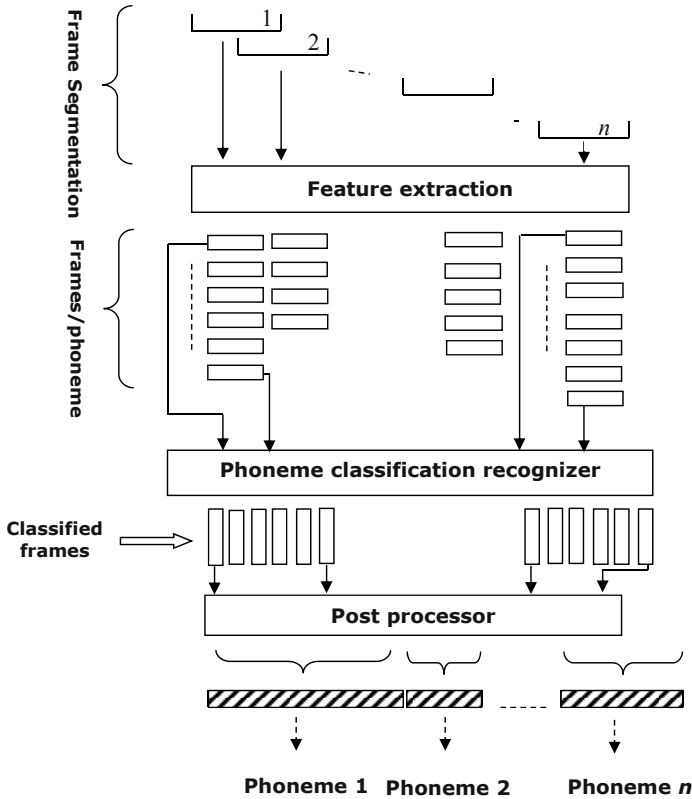 Frame Segmentation
1
2
n
Feature extraction
Frames/phoneme
Phoneme classification recognizer
Classified
frames
Post processor
Phoneme 1 Phoneme 2 Phoneme n